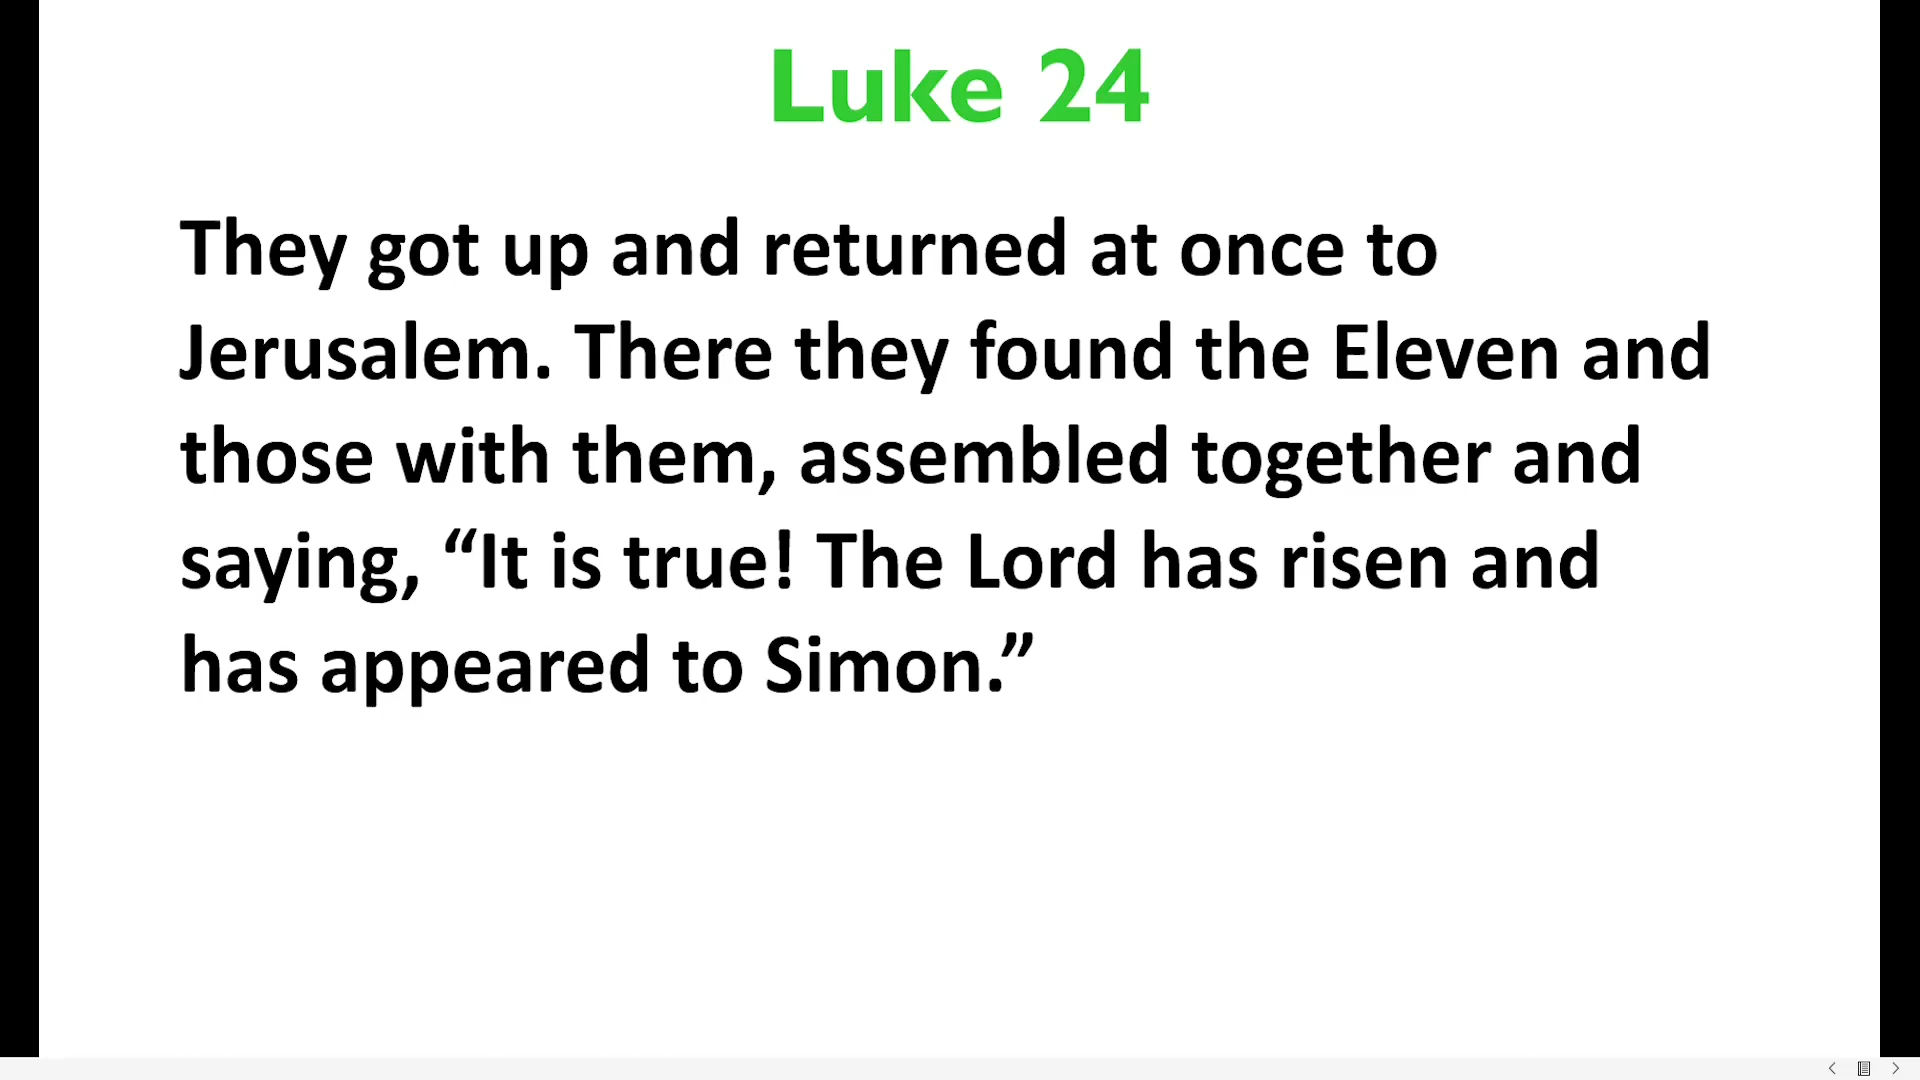 Luke 24
They got up and returned at once to
Jerusalem. There they found the Eleven and
those with them, assembled together and
saying, “It is true! The Lord has risen and
has appeared to Simon.”